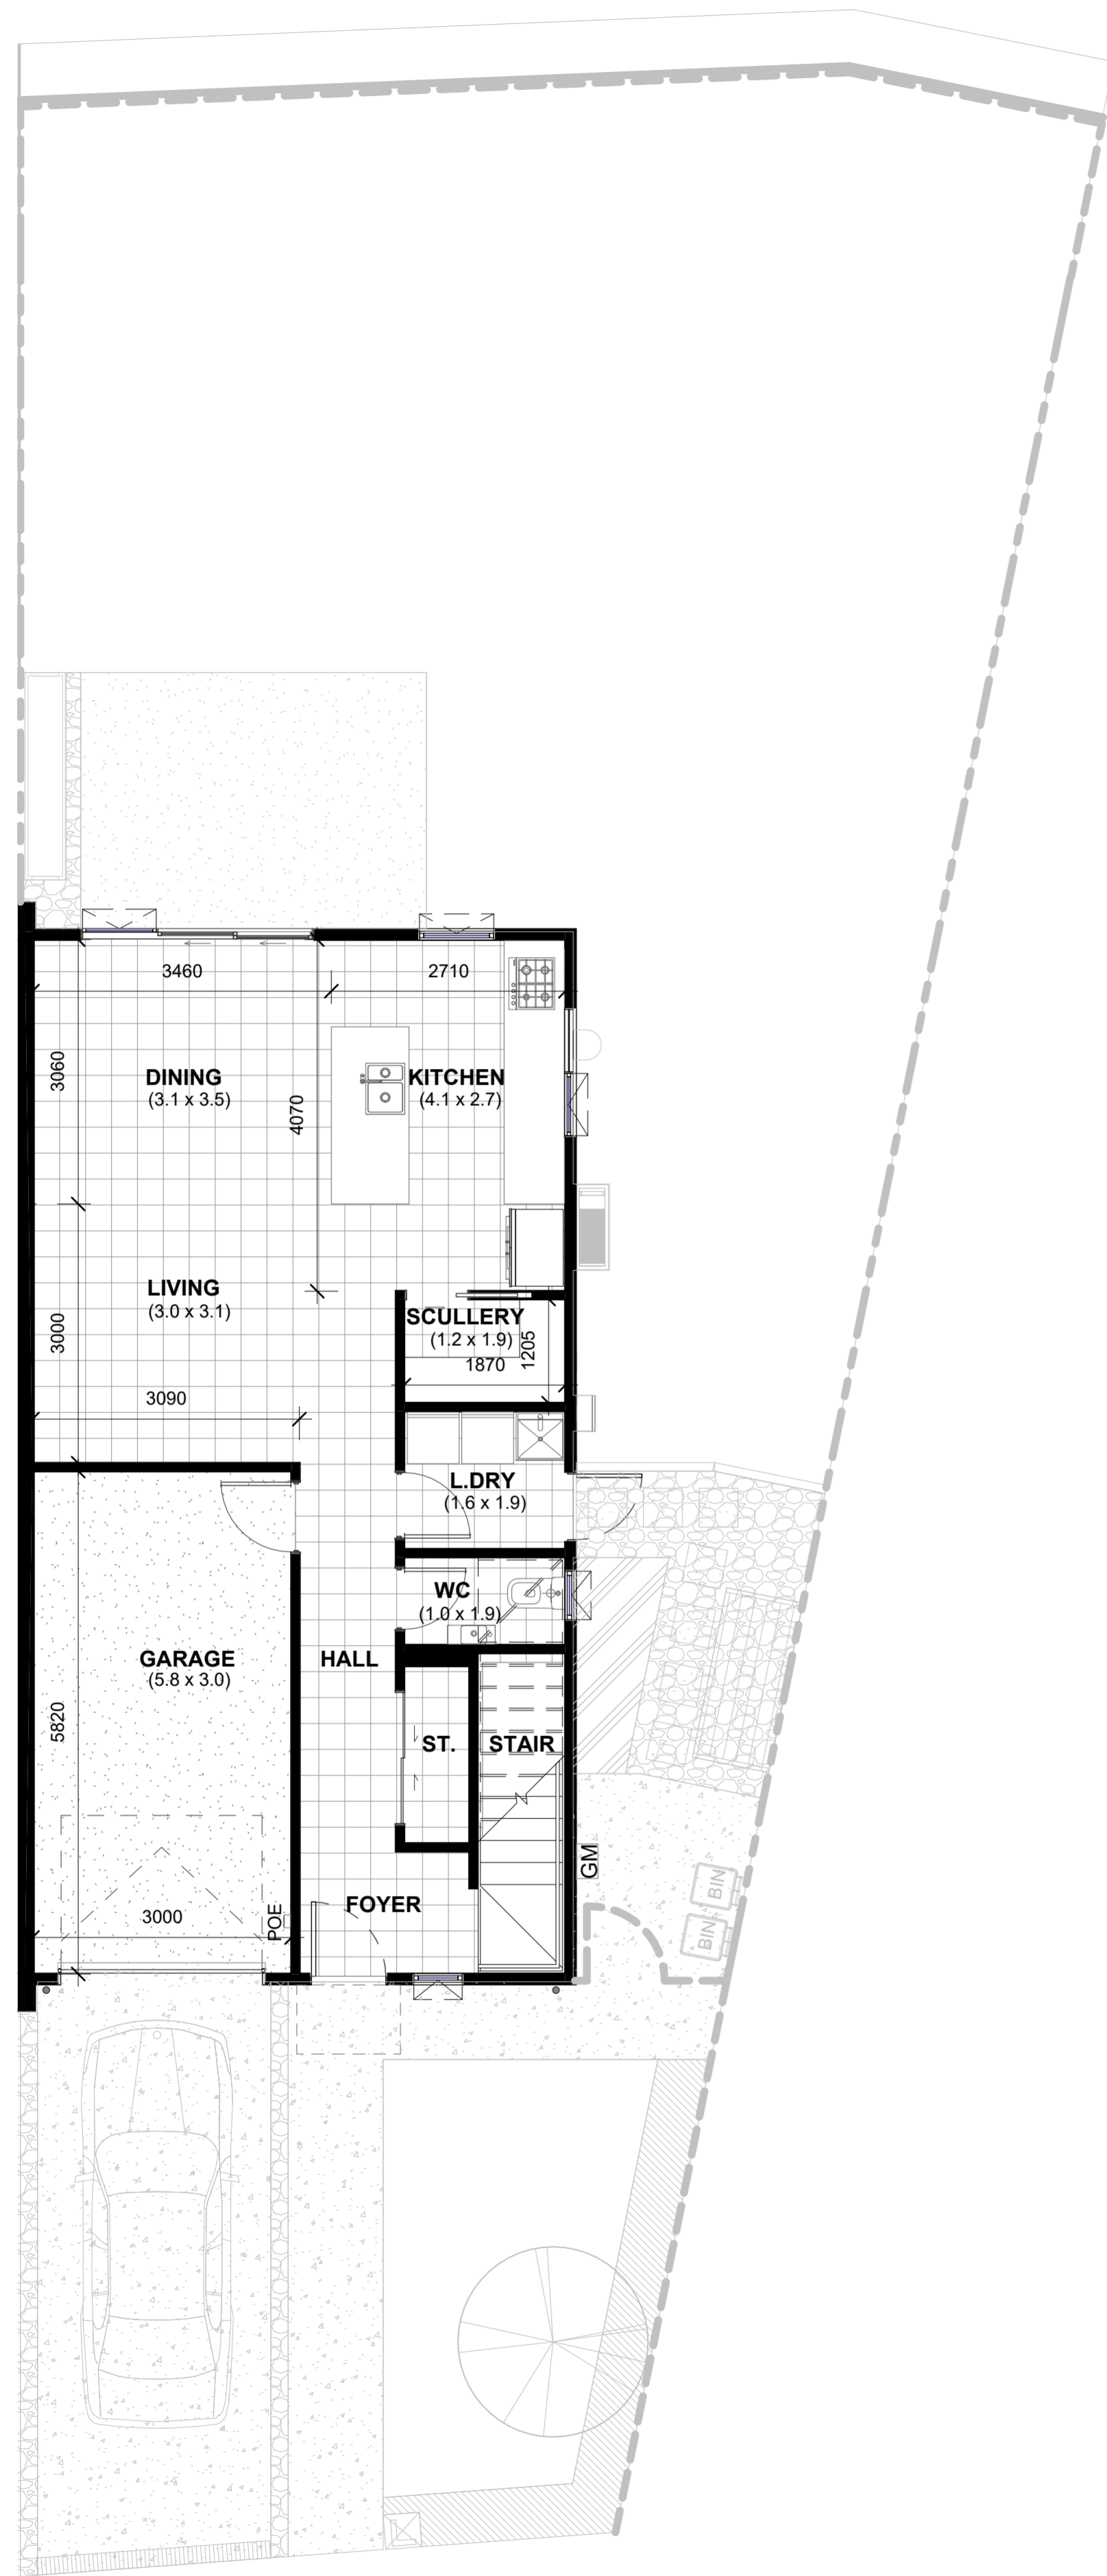 3460
2710
3060
DINING
(3.1 x 3.5)
4070
KITCHEN
(4.1 x 2.7)
LIVING
(3.0 x 3.1)
3000
SCULLERY
(1.2 x 1.9)
1205
1870
3090
L.DRY
(1.6 x 1.9)
WC
(1.0 x 1.9)
GARAGE
(5.8 x 3.0)
HALL
5820
ST.
STAIR
GM
BIN
FOYER
3000
POE
BIN